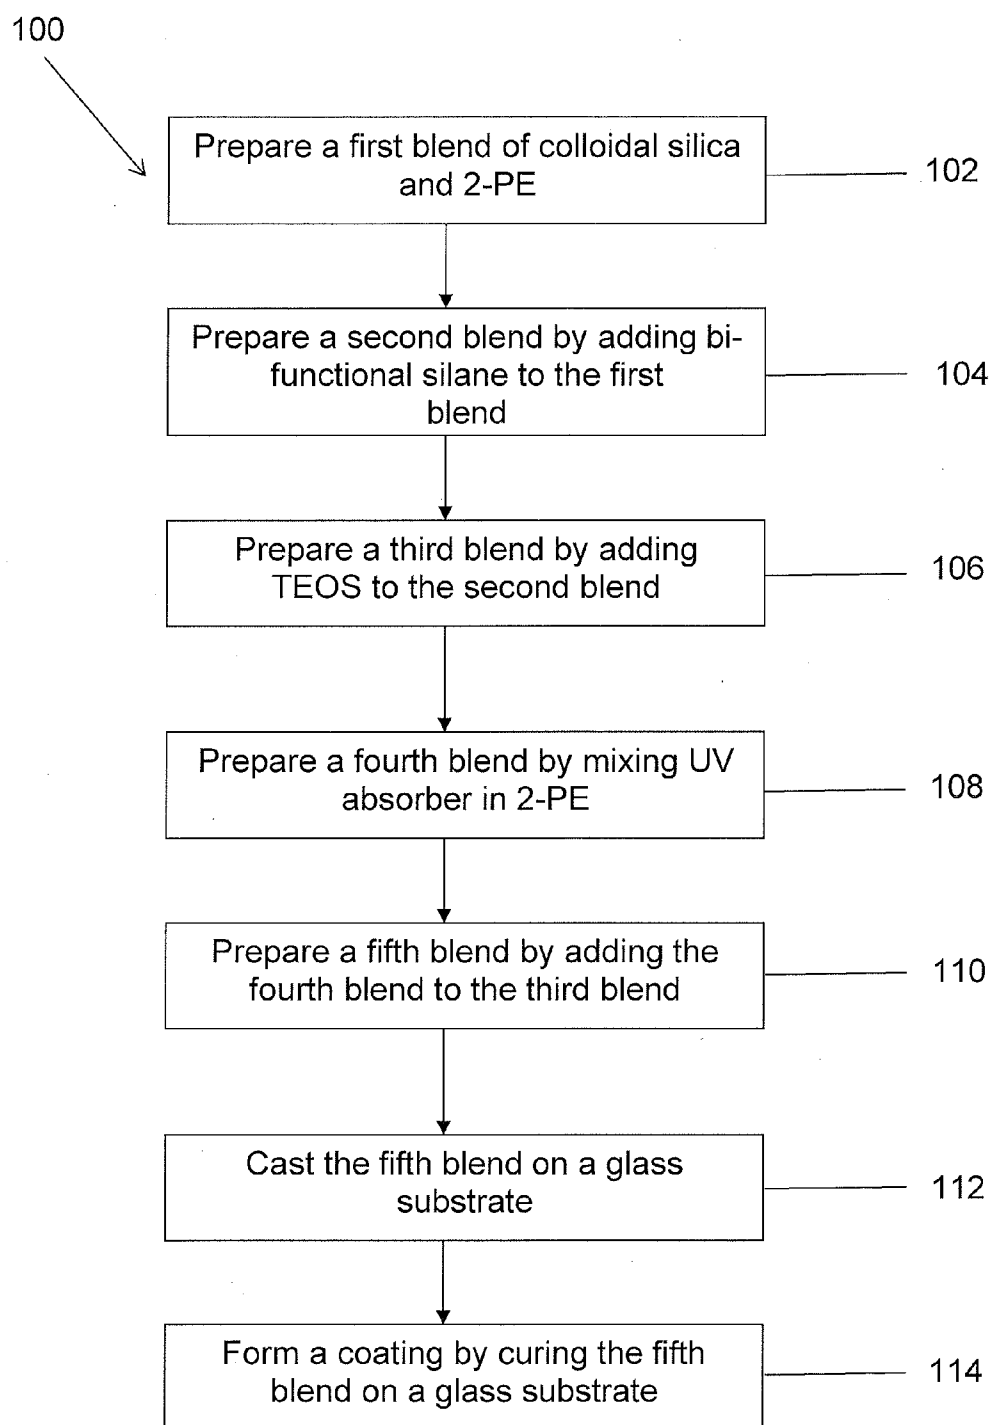 100
Prepare a first blend of colloidal silica
and 2-PE
102
Prepare a second blend by adding bi-
functional silane to the first
blend
104
Prepare a third blend by adding
TEOS to the second blend
106
Prepare a fourth blend by mixing UV
absorber in 2-PE
108
Prepare a fifth blend by adding the
fourth blend to the third blend
110
Cast the fifth blend on a glass
substrate
112
Form a coating by curing the fifth
blend on a glass substrate
114